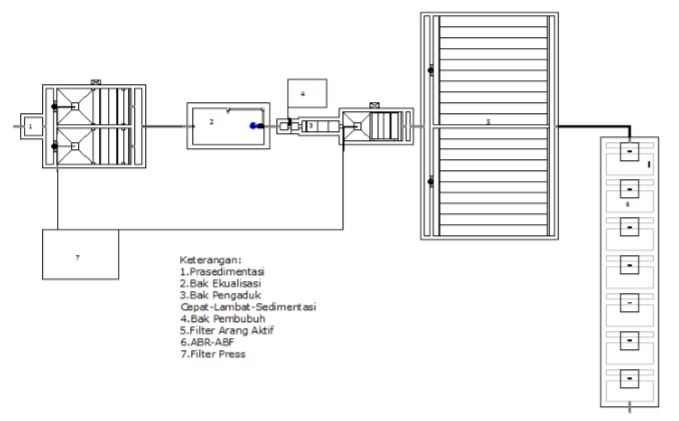 4
1
2
3
5
6
7
Keterangan:
1.Prasedimentasi
2.Bak Ekualisasi
3.Bak Pengaduk
Cepat-Lambat-Sedimentasi
4.Bak Pembubuh
5.Filter Arang Aktif
6.ABR-ABF
7.Filter Press